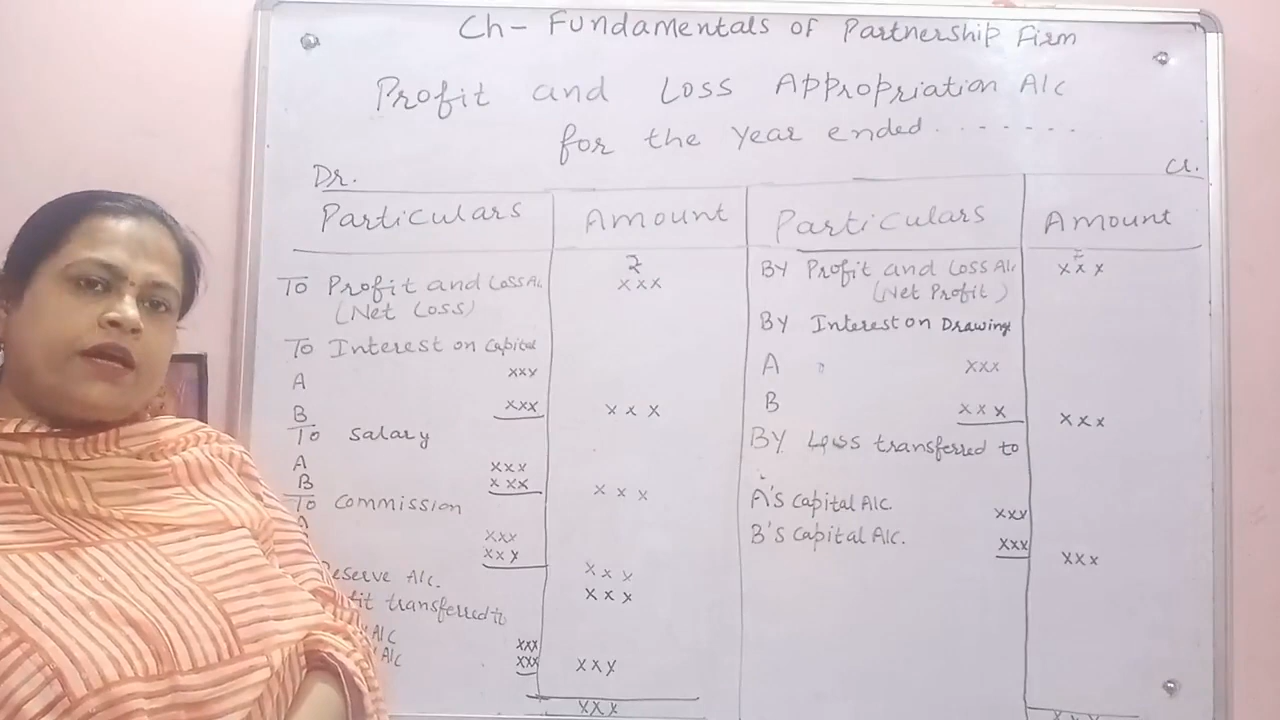 Ch- Fundamentals of Partnership Firm
Profit and Loss Appropriation A/c
for the Year ended........
Dr. Cr.
Particulars Amount Particulars Amount
₹ ₹
To Profit and Loss A/c xxx
(Net Loss)
To Interest on Capital
A xxx
B xxx xxx
To Salary
A xxx
B xxx xxx
To Commission
xxx
xxx xxx
eserve A/c. xxx
fit transferred to
A/c xxx
A/c xxx xxx
xxx
By Profit and Loss A/c xxx
(Net Profit)
By Interest on Drawing
A xxx
B xxx xxx
By Loss transferred to
A's Capital A/c. xxx
B's Capital A/c. xxx xxx